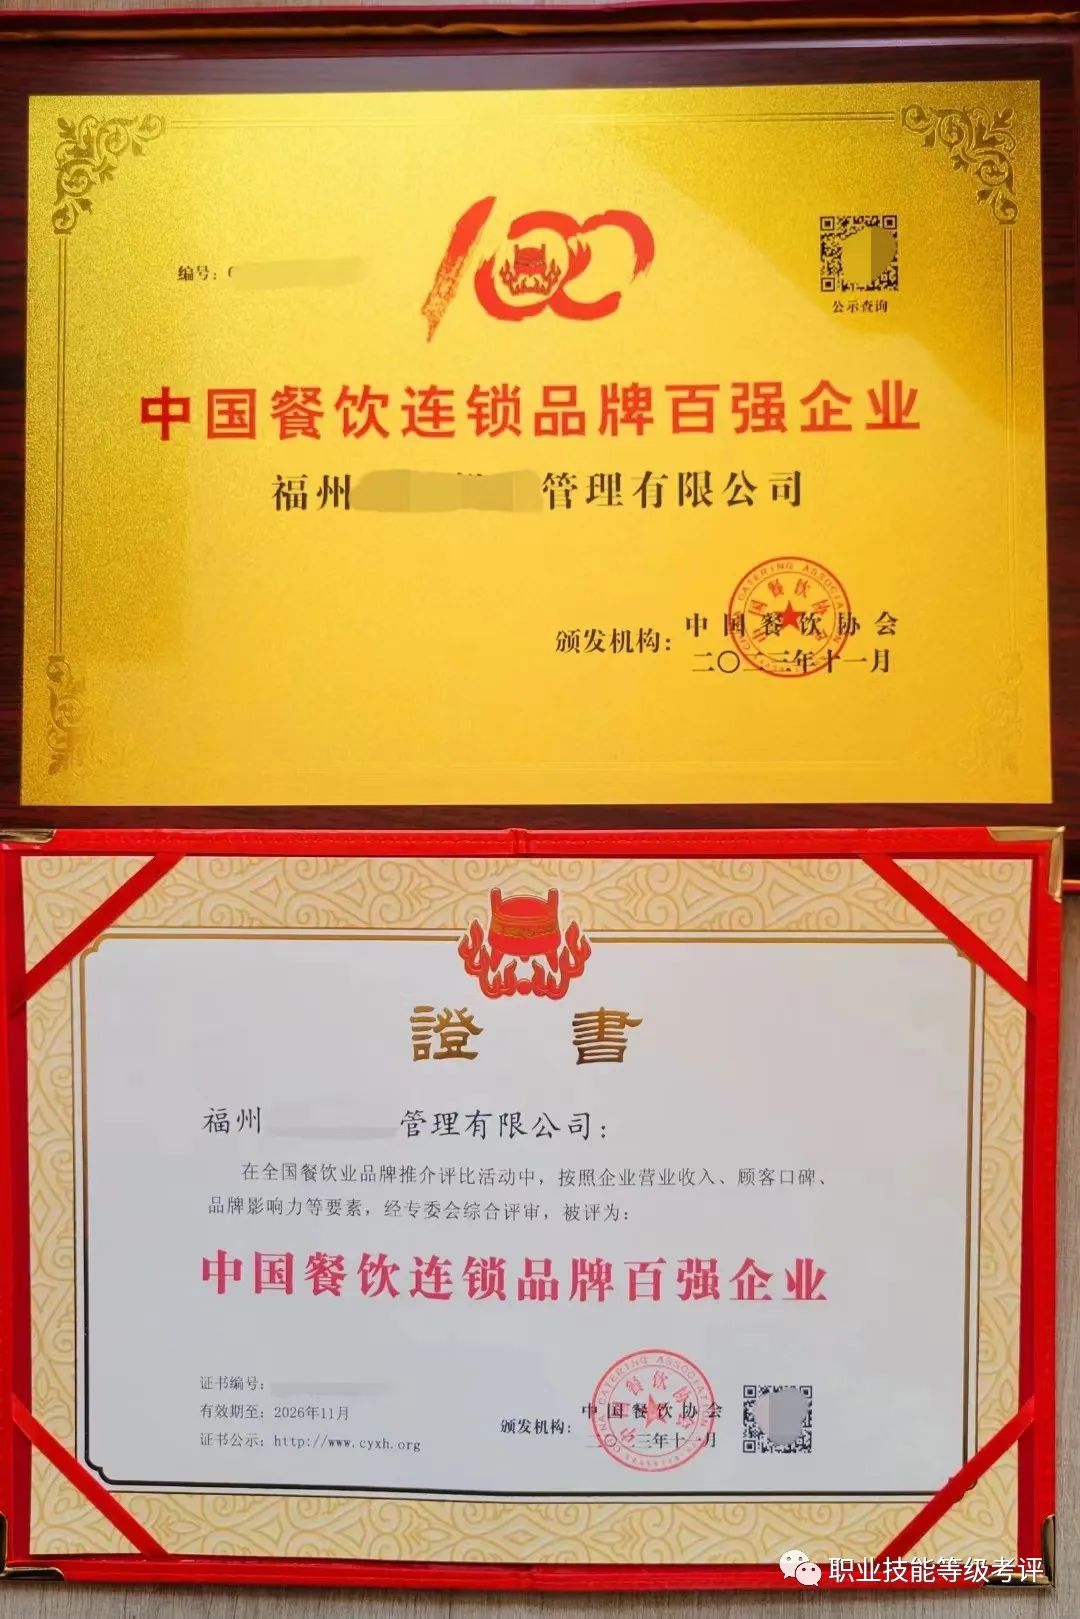 100
编号：
公示查询
中国餐饮连锁品牌百强企业
福州 管理有限公司
颁发机构：中国餐饮协会
二〇二三年十一月
證書
福州 管理有限公司：
在全国餐饮业品牌推介评比活动中，按照企业营业收入、顾客口碑、
品牌影响力等要素，经专委会综合评审，被评为：
中国餐饮连锁品牌百强企业
证书编号：
有效期至：2026年11月
证书公示：http://www.cyxh.org
颁发机构：中国餐饮协会
二〇二三年十一月
职业技能等级考评